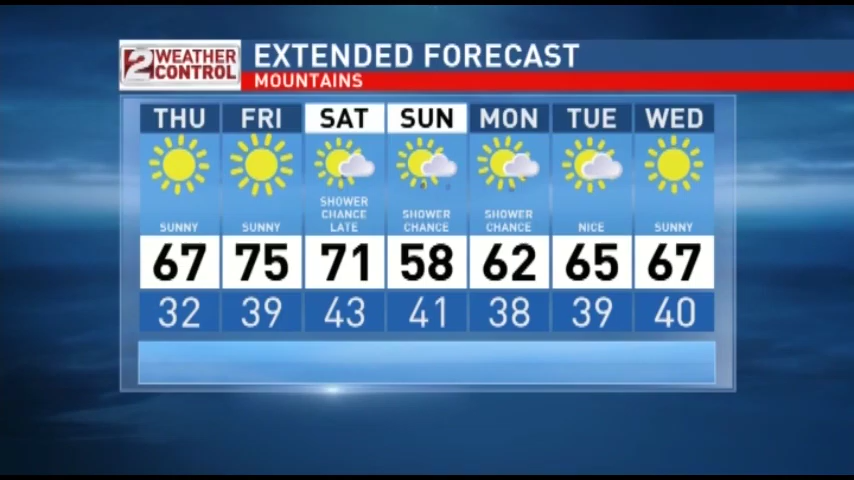 2 WEATHER
CONTROL
EXTENDED FORECAST
MOUNTAINS
THU FRI SAT SUN MON TUE WED
SUNNY SUNNY SHOWER CHANCE LATE SHOWER CHANCE SHOWER CHANCE NICE SUNNY
67 75 71 58 62 65 67
32 39 43 41 38 39 40